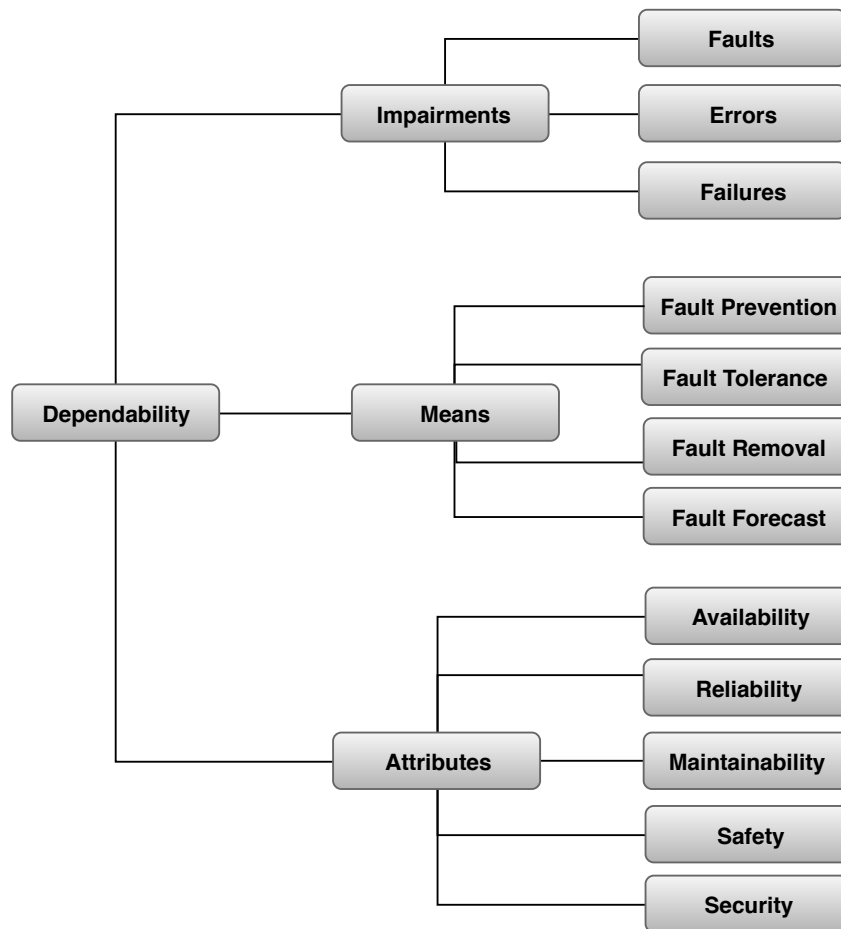 Faults
Impairments
Errors
Failures
Fault Prevention
Fault Tolerance
Dependability
Means
Fault Removal
Fault Forecast
Availability
Reliability
Attributes
Maintainability
Safety
Security